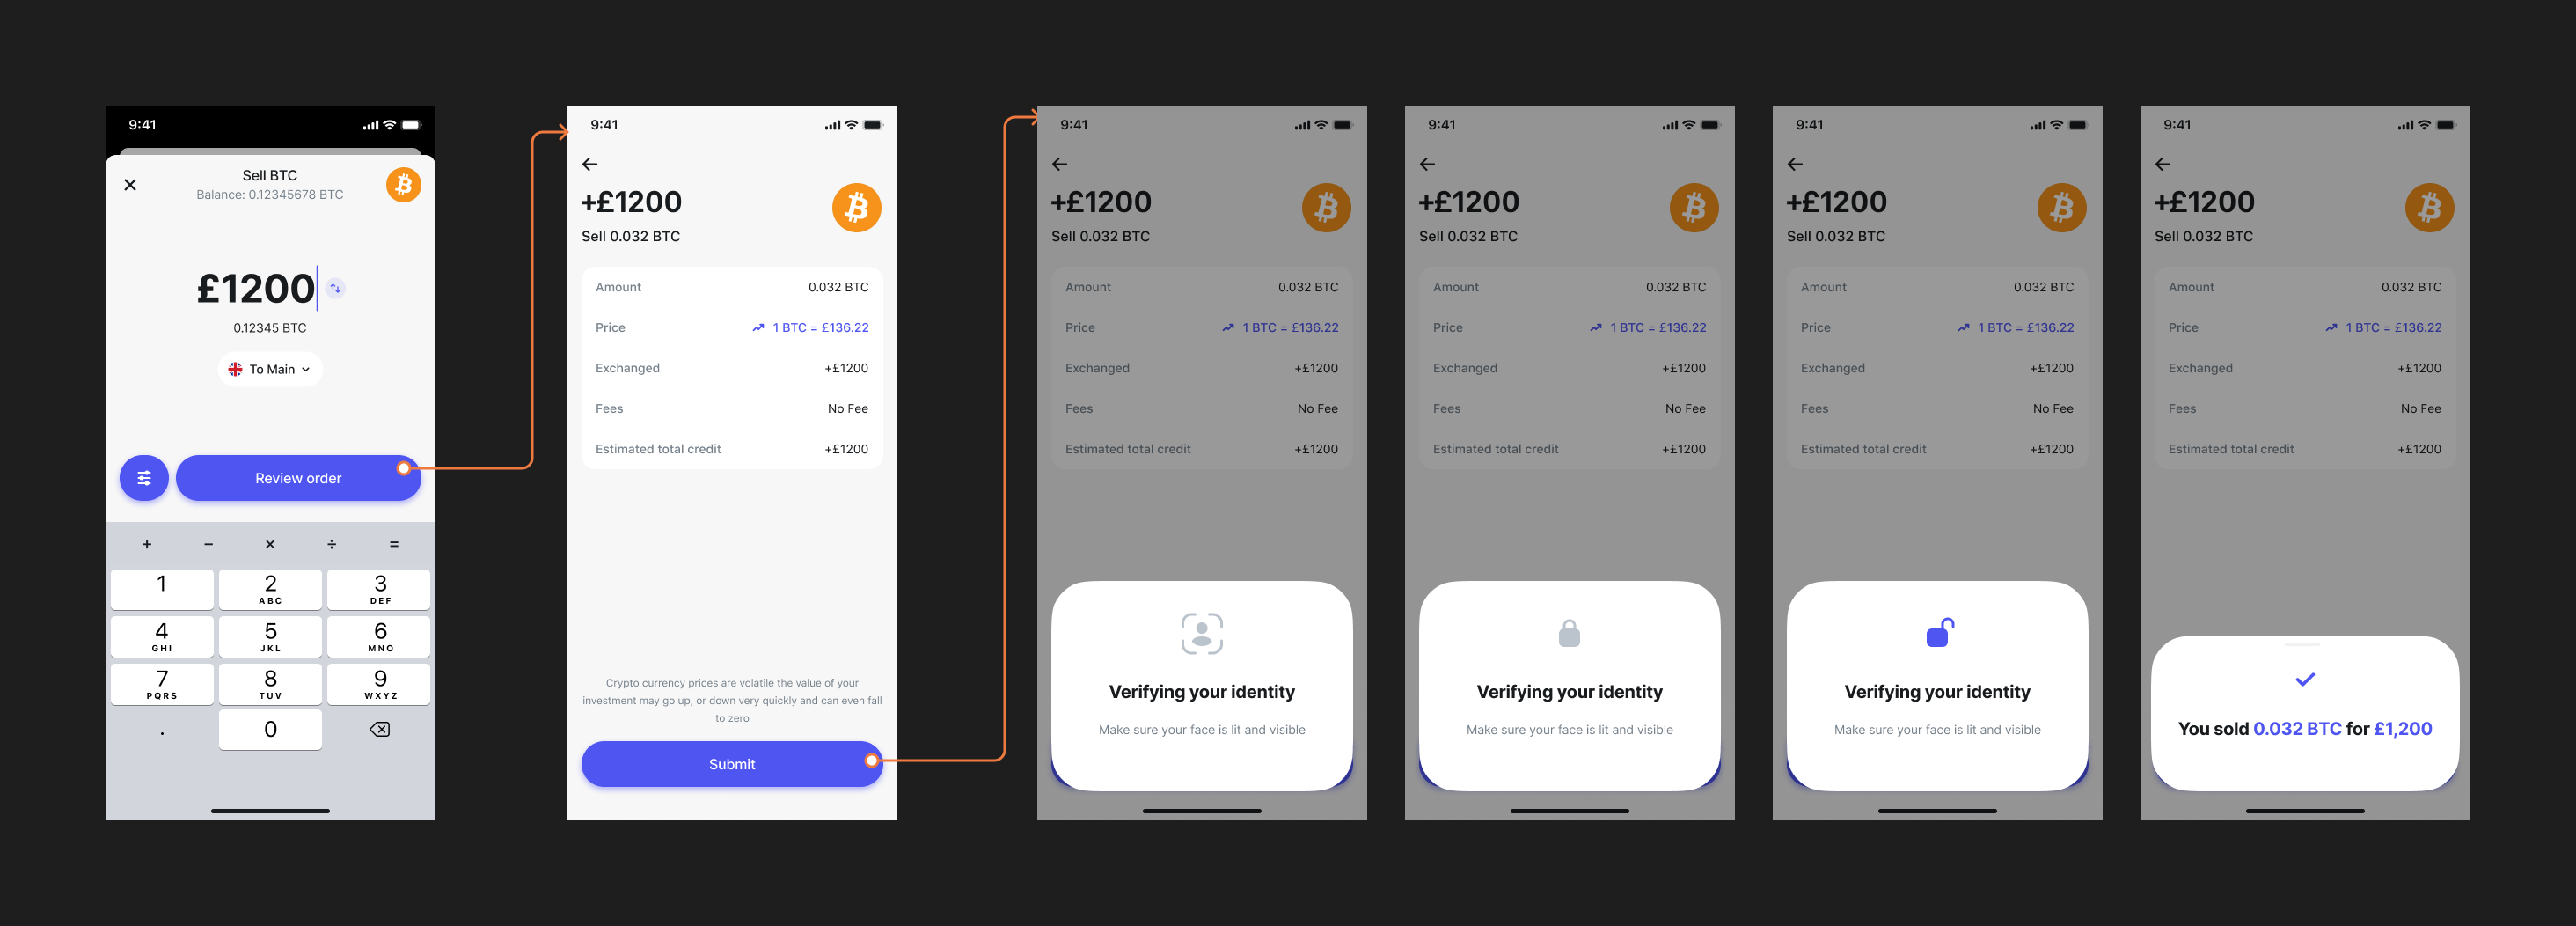 9:41
Sell BTC
Balance: 0.12345678 BTC
£1200
0.12345 BTC
To Main
Review order
+ − × ÷ =
1 2 3
ABC DEF
4 5 6
GHI JKL MNO
7 8 9
PQRS TUV WXYZ
. 0
9:41
+£1200
Sell 0.032 BTC
Amount 0.032 BTC
Price 1 BTC = £136.22
Exchanged +£1200
Fees No Fee
Estimated total credit +£1200
Crypto currency prices are volatile the value of your
investment may go up, or down very quickly and can even fall
to zero
Submit
9:41
+£1200
Sell 0.032 BTC
Amount 0.032 BTC
Price 1 BTC = £136.22
Exchanged +£1200
Fees No Fee
Estimated total credit +£1200
Verifying your identity
Make sure your face is lit and visible
9:41
+£1200
Sell 0.032 BTC
Amount 0.032 BTC
Price 1 BTC = £136.22
Exchanged +£1200
Fees No Fee
Estimated total credit +£1200
Verifying your identity
Make sure your face is lit and visible
9:41
+£1200
Sell 0.032 BTC
Amount 0.032 BTC
Price 1 BTC = £136.22
Exchanged +£1200
Fees No Fee
Estimated total credit +£1200
Verifying your identity
Make sure your face is lit and visible
9:41
+£1200
Sell 0.032 BTC
Amount 0.032 BTC
Price 1 BTC = £136.22
Exchanged +£1200
Fees No Fee
Estimated total credit +£1200
You sold 0.032 BTC for £1,200